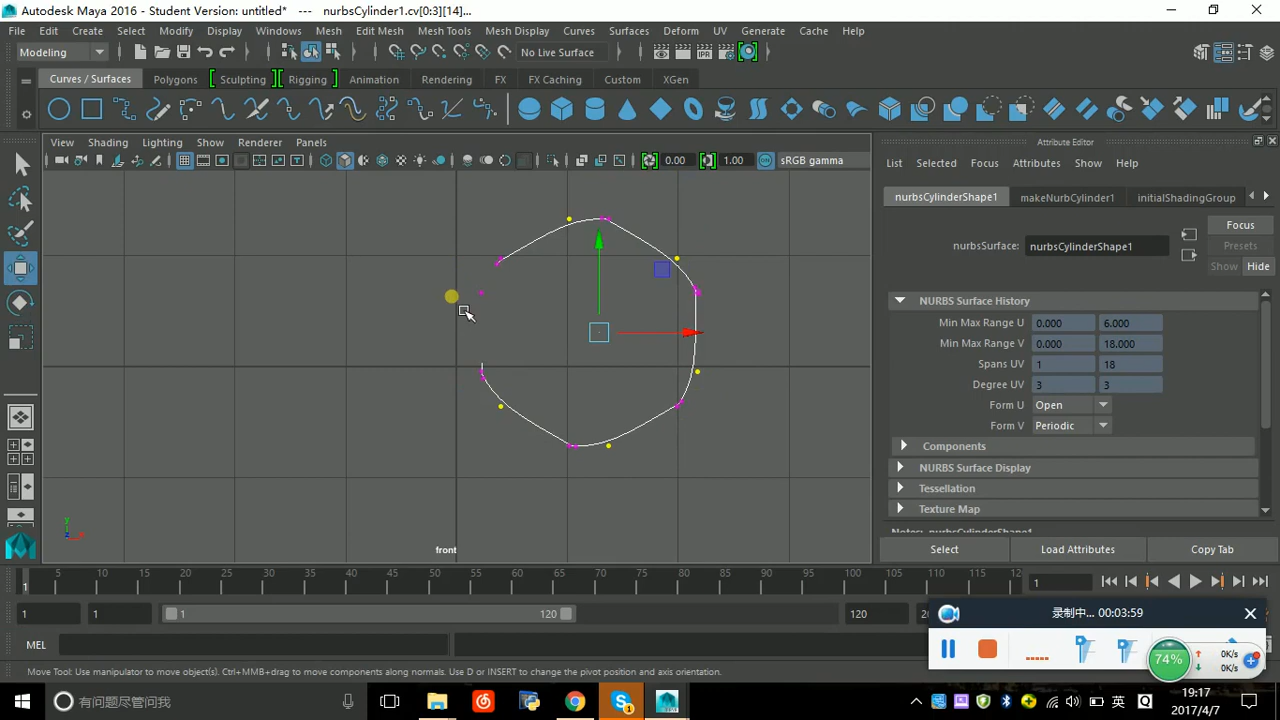 Autodesk Maya 2016 - Student Version: untitled* --- nurbsCylinder1.cv[0:3][14]...
File Edit Create Select Modify Display Windows Mesh Edit Mesh Mesh Tools Mesh Display Curves Surfaces Deform UV Generate Cache Help
Modeling No Live Surface
Curves / Surfaces Polygons Sculpting Rigging Animation Rendering FX FX Caching Custom XGen
View Shading Lighting Show Renderer Panels
0.00 1.00 sRGB gamma
Attribute Editor
List Selected Focus Attributes Show Help
nurbsCylinderShape1 makeNurbCylinder1 initialShadingGroup
Focus
nurbsSurface: nurbsCylinderShape1 Presets
Show Hide
NURBS Surface History
Min Max Range U 0.000 6.000
Min Max Range V 0.000 18.000
Spans UV 1 18
Degree UV 3 3
Form U Open
Form V Periodic
Components
NURBS Surface Display
Tessellation
Texture Map
Notes: nurbsCylinderShape1
Select Load Attributes Copy Tab
y
front
5 10 15 20 25 30 35 40 45 50 55 60 65 70 75 80 85 90 95 100 105 110 115 12
1 1
1 1 1 120 120
录制中... 00:03:59
MEL
74% 0K/s
0K/s
Move Tool: Use manipulator to move object(s). Ctrl+MMB+drag to move components along normals. Use D or INSERT to change the pivot position and axis orientation.
有问题尽管问我
英
19:17
2017/4/7